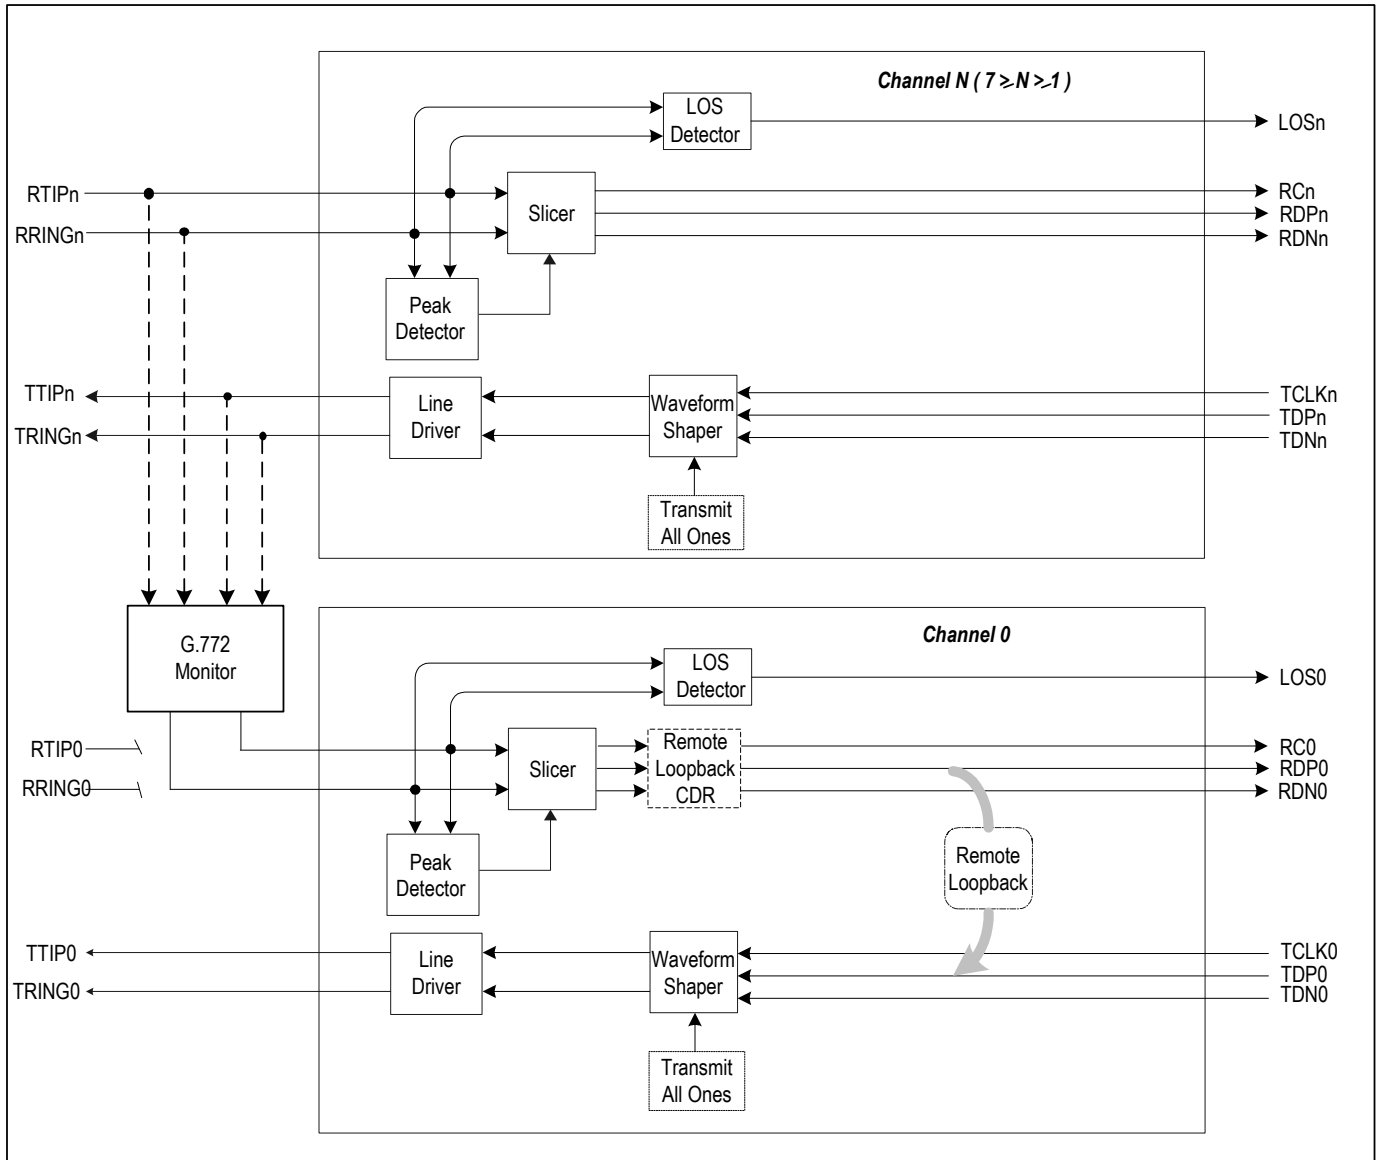 Channel N ( 7 ⩾ N ⩾ 1 )
LOS
Detector
LOSn
RTIPn
RRINGn
Slicer
RCn
RDPn
RDNn
Peak
Detector
TTIPn
TRINGn
Line
Driver
Waveform
Shaper
TCLKn
TDPn
TDNn
Transmit
All Ones
G.772
Monitor
Channel 0
LOS
Detector
LOS0
RTIP0
RRING0
Slicer
Remote
Loopback
CDR
RC0
RDP0
RDN0
Peak
Detector
Remote
Loopback
TTIP0
TRING0
Line
Driver
Waveform
Shaper
TCLK0
TDP0
TDN0
Transmit
All Ones